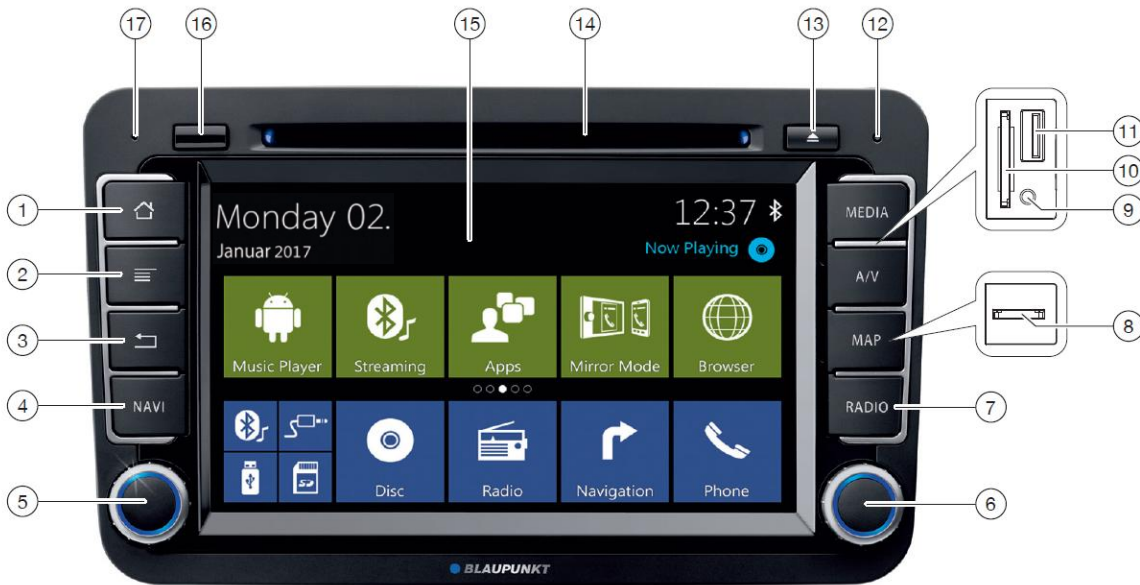 17
16
15
14
13
12
11
10
9
8
1
2
3
4
5
7
6
Monday 02.
Januar 2017
12:37
Now Playing
Music Player
Streaming
Apps
Mirror Mode
Browser
Disc
Radio
Navigation
Phone
SD
NAVI
MEDIA
A/V
MAP
RADIO
BLAUPUNKT